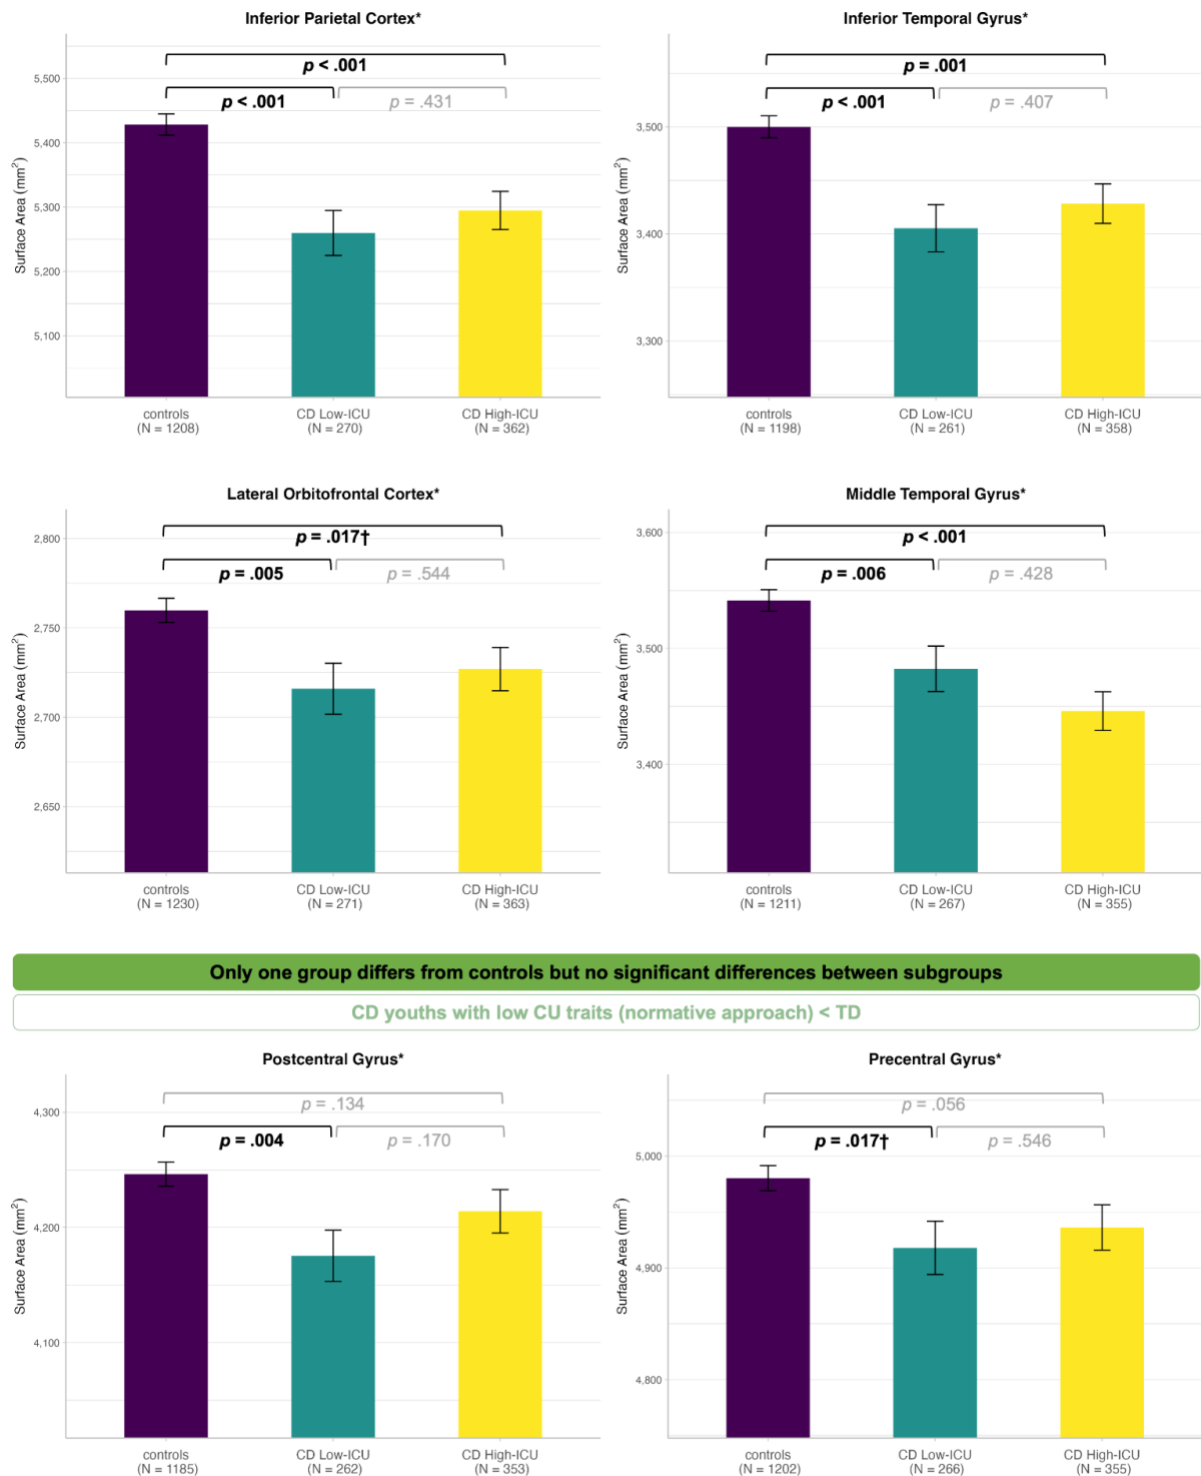 Inferior Parietal Cortex*
p < .001
p < .001
p = .431
Surface Area (mm²)
5,500
5,400
5,300
5,200
5,100
controls
(N = 1208)
CD Low-ICU
(N = 270)
CD High-ICU
(N = 362)
Inferior Temporal Gyrus*
p = .001
p < .001
p = .407
Surface Area (mm²)
3,500
3,400
3,300
controls
(N = 1198)
CD Low-ICU
(N = 261)
CD High-ICU
(N = 358)
Lateral Orbitofrontal Cortex*
p = .017†
p = .005
p = .544
Surface Area (mm²)
2,800
2,750
2,700
2,650
controls
(N = 1230)
CD Low-ICU
(N = 271)
CD High-ICU
(N = 363)
Middle Temporal Gyrus*
p < .001
p = .006
p = .428
Surface Area (mm²)
3,600
3,500
3,400
controls
(N = 1211)
CD Low-ICU
(N = 267)
CD High-ICU
(N = 355)
Only one group differs from controls but no significant differences between subgroups
CD youths with low CU traits (normative approach) < TD
Postcentral Gyrus*
p = .134
p = .004
p = .170
Surface Area (mm²)
4,300
4,200
4,100
controls
(N = 1185)
CD Low-ICU
(N = 262)
CD High-ICU
(N = 353)
Precentral Gyrus*
p = .056
p = .017†
p = .546
Surface Area (mm²)
5,000
4,900
4,800
controls
(N = 1202)
CD Low-ICU
(N = 266)
CD High-ICU
(N = 355)